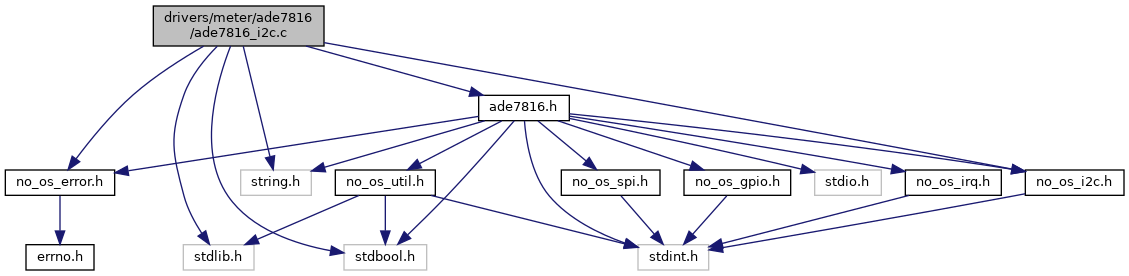 drivers/meter/ade7816
/ade7816_i2c.c
ade7816.h
no_os_error.h
string.h
no_os_util.h
no_os_spi.h
no_os_gpio.h
stdio.h
no_os_irq.h
no_os_i2c.h
errno.h
stdlib.h
stdbool.h
stdint.h